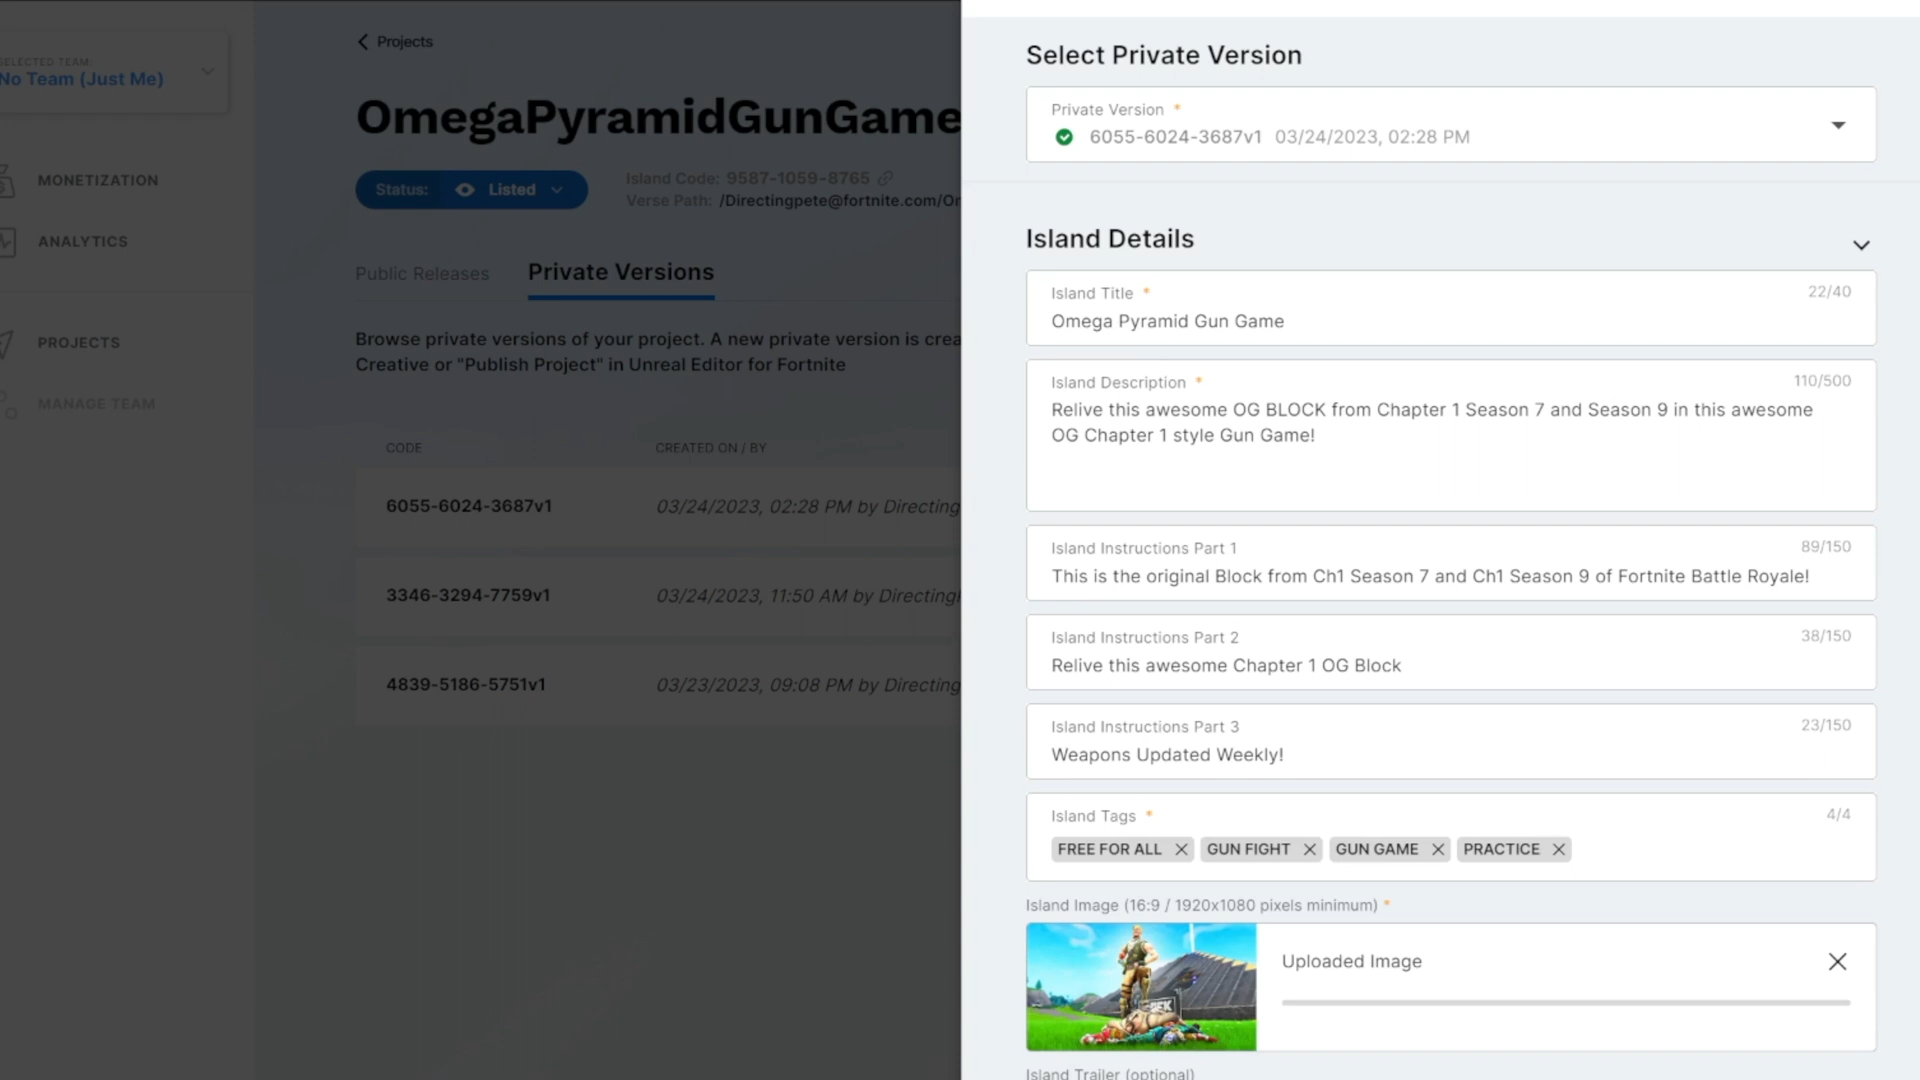 SELECTED TEAM:
No Team (Just Me)
MONETIZATION
ANALYTICS
PROJECTS
MANAGE TEAM
Projects
OmegaPyramidGunGame
Status: Listed
Island Code: 9587-1059-8765
Verse Path: /Directingpete@fortnite.com/Or
Public Releases Private Versions
Browse private versions of your project. A new private version is crea
Creative or "Publish Project" in Unreal Editor for Fortnite
CODE CREATED ON / BY
6055-6024-3687v1 03/24/2023, 02:28 PM by Directing
3346-3294-7759v1 03/24/2023, 11:50 AM by Directing
4839-5186-5751v1 03/23/2023, 09:08 PM by Directing
Select Private Version
Private Version *
6055-6024-3687v1 03/24/2023, 02:28 PM
Island Details
Island Title * 22/40
Omega Pyramid Gun Game
Island Description * 110/500
Relive this awesome OG BLOCK from Chapter 1 Season 7 and Season 9 in this awesome
OG Chapter 1 style Gun Game!
Island Instructions Part 1 89/150
This is the original Block from Ch1 Season 7 and Ch1 Season 9 of Fortnite Battle Royale!
Island Instructions Part 2 38/150
Relive this awesome Chapter 1 OG Block
Island Instructions Part 3 23/150
Weapons Updated Weekly!
Island Tags * 4/4
FREE FOR ALL GUN FIGHT GUN GAME PRACTICE
Island Image (16:9 / 1920x1080 pixels minimum) *
Uploaded Image
Island Trailer (optional)